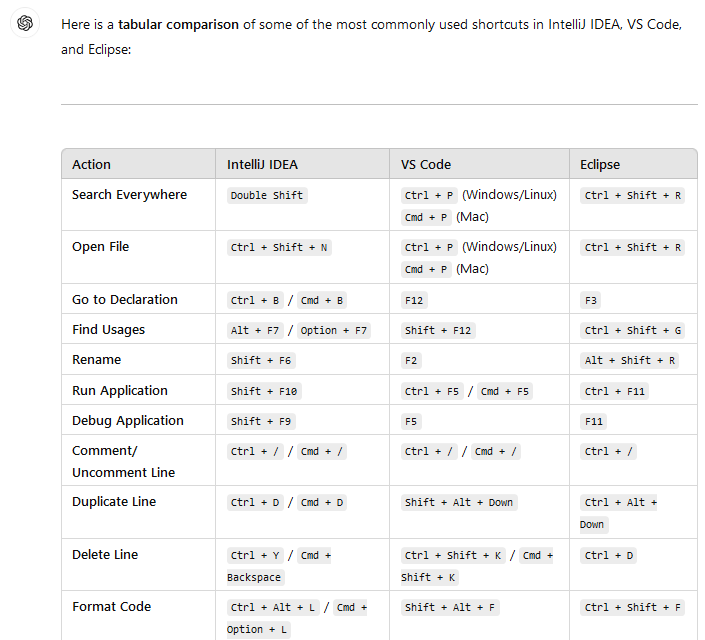 Here is a tabular comparison of some of the most commonly used shortcuts in IntelliJ IDEA, VS Code,
and Eclipse:
Action IntelliJ IDEA VS Code Eclipse
Search Everywhere Double Shift Ctrl + P (Windows/Linux) Ctrl + Shift + R
Cmd + P (Mac)
Open File Ctrl + Shift + N Ctrl + P (Windows/Linux) Ctrl + Shift + R
Cmd + P (Mac)
Go to Declaration Ctrl + B / Cmd + B F12 F3
Find Usages Alt + F7 / Option + F7 Shift + F12 Ctrl + Shift + G
Rename Shift + F6 F2 Alt + Shift + R
Run Application Shift + F10 Ctrl + F5 / Cmd + F5 Ctrl + F11
Debug Application Shift + F9 F5 F11
Comment/ Ctrl + / / Cmd + / Ctrl + / / Cmd + / Ctrl + /
Uncomment Line
Duplicate Line Ctrl + D / Cmd + D Shift + Alt + Down Ctrl + Alt +
Down
Delete Line Ctrl + Y / Cmd + Ctrl + Shift + K / Cmd + Ctrl + D
Backspace Shift + K
Format Code Ctrl + Alt + L / Cmd + Shift + Alt + F Ctrl + Shift + F
Option + L